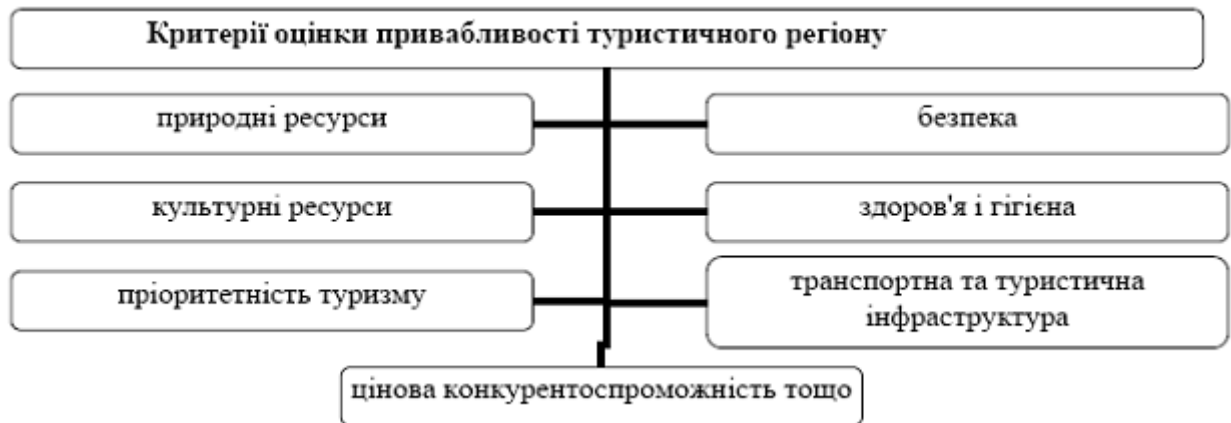 Критерії оцінки привабливості туристичного регіону
природні ресурси
безпека
культурні ресурси
здоров'я і гігієна
пріоритетність туризму
транспортна та туристична
інфраструктура
цінова конкурентоспроможність тощо